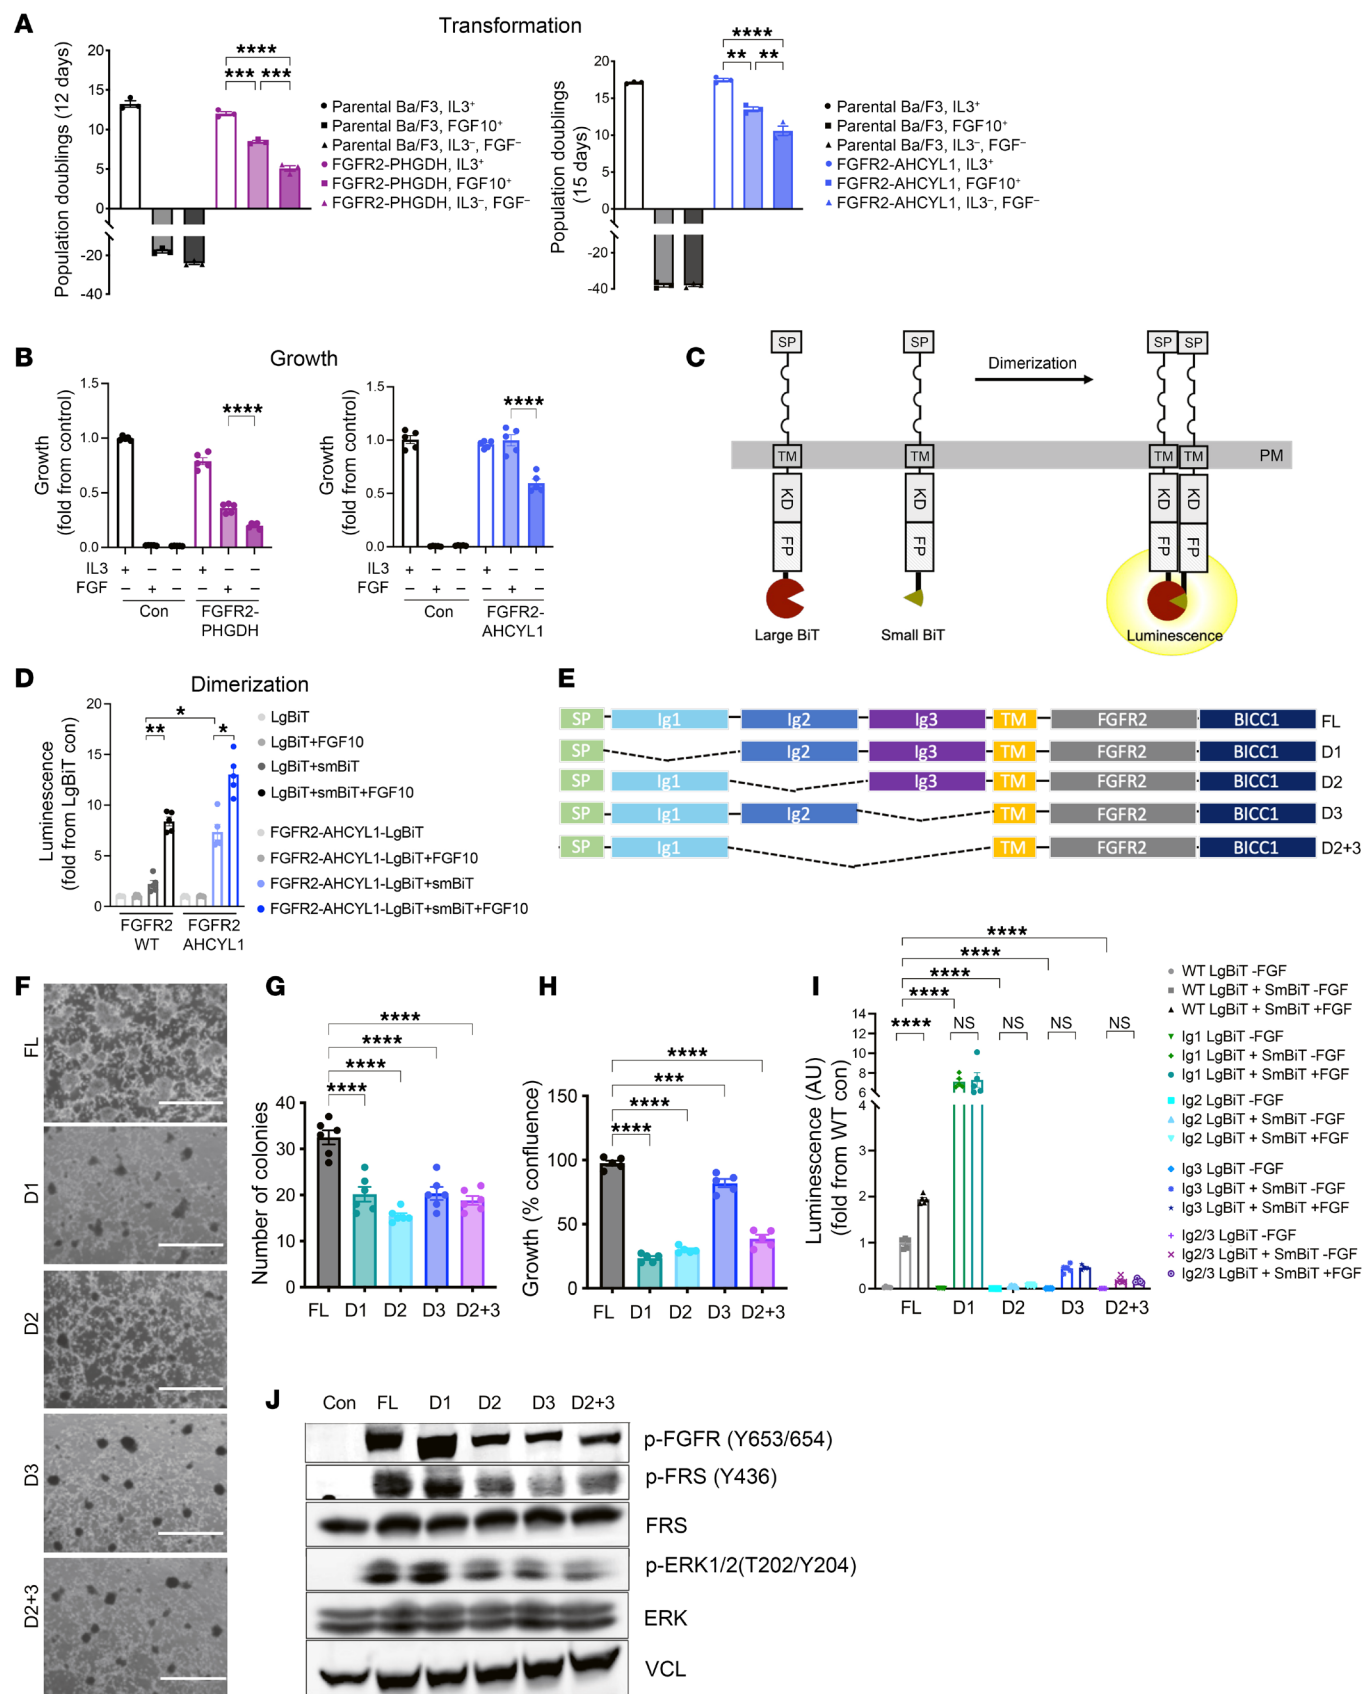 A
Transformation
Population doublings (12 days)
20
15
10
5
0
-20
-40
****
*** ***
Parental Ba/F3, IL3⁺
Parental Ba/F3, FGF10⁺
Parental Ba/F3, IL3⁻, FGF⁻
FGFR2-PHGDH, IL3⁺
FGFR2-PHGDH, FGF10⁺
FGFR2-PHGDH, IL3⁻, FGF⁻
Population doublings
(15 days)
20
15
10
5
0
-20
-40
****
** **
Parental Ba/F3, IL3⁺
Parental Ba/F3, FGF10⁺
Parental Ba/F3, IL3⁻, FGF⁻
FGFR2-AHCYL1, IL3⁺
FGFR2-AHCYL1, FGF10⁺
FGFR2-AHCYL1, IL3⁻, FGF⁻
B
Growth
Growth
(fold from control)
1.5
1.0
0.5
0.0
****
IL3 + − − + − −
FGF − + − − + −
Con
FGFR2-
PHGDH
Growth
(fold from control)
1.5
1.0
0.5
0.0
****
+ − − + − −
− + − − + −
Con
FGFR2-
AHCYL1
C
SP
TM
KD
FP
Large BiT
SP
TM
KD
FP
Small BiT
Dimerization
SP SP
TM TM
KD KD
FP FP
PM
Luminescence
D
Dimerization
Luminescence
(fold from LgBiT con)
20
15
10
5
0
*
** *
FGFR2
WT
FGFR2
AHCYL1
LgBiT
LgBiT+FGF10
LgBiT+smBiT
LgBiT+smBiT+FGF10
FGFR2-AHCYL1-LgBiT
FGFR2-AHCYL1-LgBiT+FGF10
FGFR2-AHCYL1-LgBiT+smBiT
FGFR2-AHCYL1-LgBiT+smBiT+FGF10
E
SP Ig1 Ig2 Ig3 TM FGFR2 BICC1 FL
SP Ig2 Ig3 TM FGFR2 BICC1 D1
SP Ig1 Ig3 TM FGFR2 BICC1 D2
SP Ig1 Ig2 TM FGFR2 BICC1 D3
SP Ig1 TM FGFR2 BICC1 D2+3
F
FL
D1
D2
D3
D2+3
G
Number of colonies
40
30
20
10
0
****
****
****
****
FL D1 D2 D3 D2+3
H
Growth (% confluence)
150
100
50
0
****
***
****
****
FL D1 D2 D3 D2+3
I
Luminescence (AU)
(fold from WT con)
14
12
10
8
6
4
3
2
1
0
****
****
****
****
**** NS NS NS NS
FL D1 D2 D3 D2+3
WT LgBiT -FGF
WT LgBiT + SmBiT -FGF
WT LgBiT + SmBiT +FGF
Ig1 LgBiT -FGF
Ig1 LgBiT + SmBiT -FGF
Ig1 LgBiT + SmBiT +FGF
Ig2 LgBiT -FGF
Ig2 LgBiT + SmBiT -FGF
Ig2 LgBiT + SmBiT +FGF
Ig3 LgBiT -FGF
Ig3 LgBiT + SmBiT -FGF
Ig3 LgBiT + SmBiT +FGF
Ig2/3 LgBiT -FGF
Ig2/3 LgBiT + SmBiT -FGF
Ig2/3 LgBiT + SmBiT +FGF
J
Con FL D1 D2 D3 D2+3
p-FGFR (Y653/654)
p-FRS (Y436)
FRS
p-ERK1/2(T202/Y204)
ERK
VCL